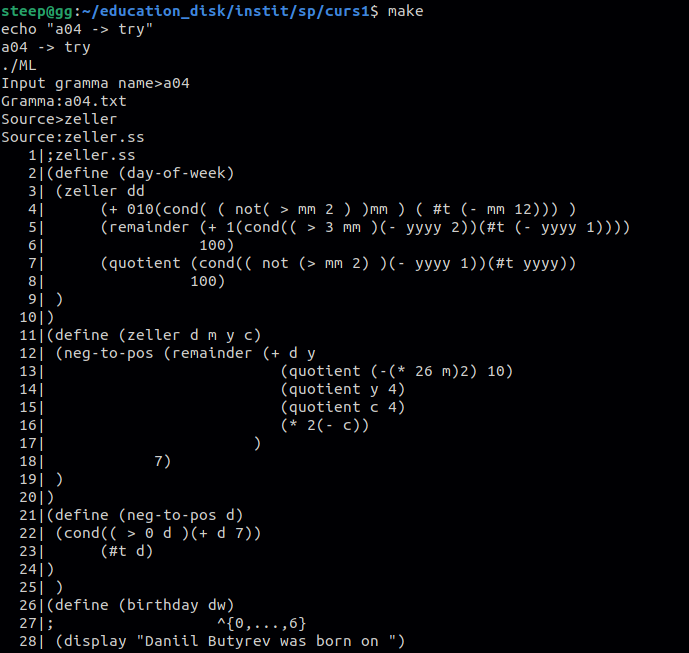 steep@gg:~/education_disk/instit/sp/curs1$ make
echo "a04 -> try"
a04 -> try
./ML
Input gramma name>a04
Gramma:a04.txt
Source>zeller
Source:zeller.ss
   1|;zeller.ss
   2|(define (day-of-week)
   3| (zeller dd
   4|      (+ 010(cond( ( not( > mm 2 ) )mm ) ( #t (- mm 12))) )
   5|      (remainder (+ 1(cond(( > 3 mm )(- yyyy 2))(#t (- yyyy 1))))
   6|                 100)
   7|      (quotient (cond(( not (> mm 2) )(- yyyy 1))(#t yyyy))
   8|                100)
   9| )
  10|)
  11|(define (zeller d m y c)
  12| (neg-to-pos (remainder (+ d y
  13|                          (quotient (-(* 26 m)2) 10)
  14|                          (quotient y 4)
  15|                          (quotient c 4)
  16|                          (* 2(- c))
  17|                       )
  18|            7)
  19| )
  20|)
  21|(define (neg-to-pos d)
  22| (cond(( > 0 d )(+ d 7))
  23|      (#t d)
  24|)
  25| )
  26|(define (birthday dw)
  27|;                   ^{0,...,6}
  28| (display "Daniil Butyrev was born on ")